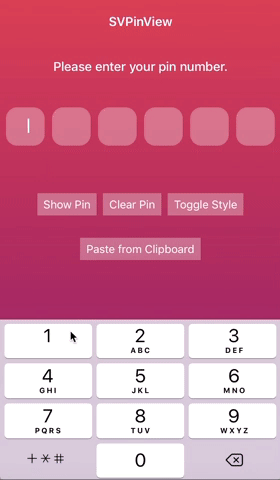 SVPinView
Please enter your pin number.
Show Pin Clear Pin Toggle Style
Paste from Clipboard
1 2 3
ABC DEF
4 5 6
GHI JKL MNO
7 8 9
PQRS TUV WXYZ
+*# 0